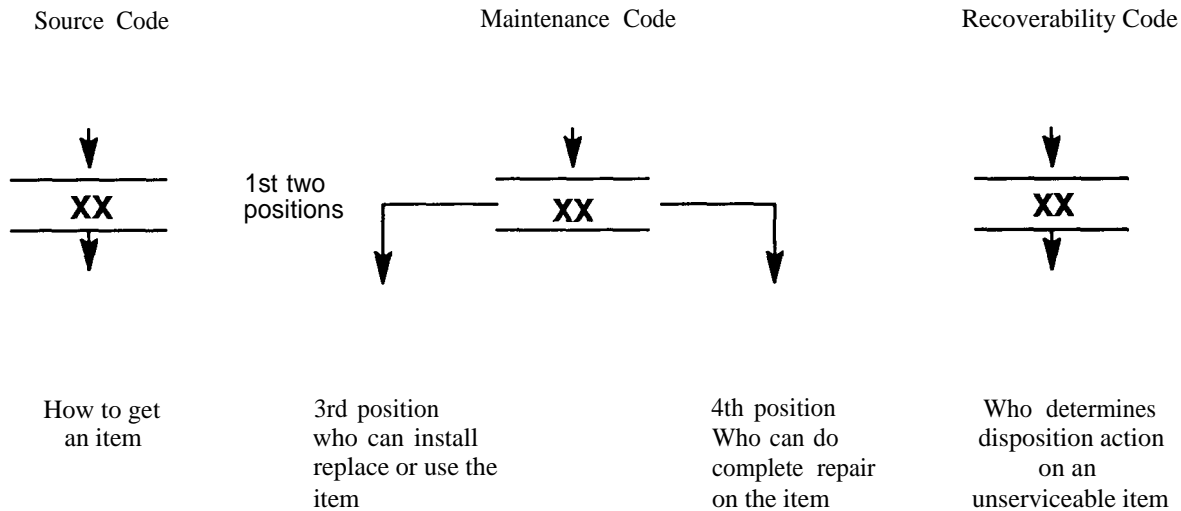 Source Code
Maintenance Code
Recoverability Code
XX
1st two
positions
XX
XX
How to get
an item
3rd position
who can install
replace or use the
item
4th position
Who can do
complete repair
on the item
Who determines
disposition action
on an
unserviceable item